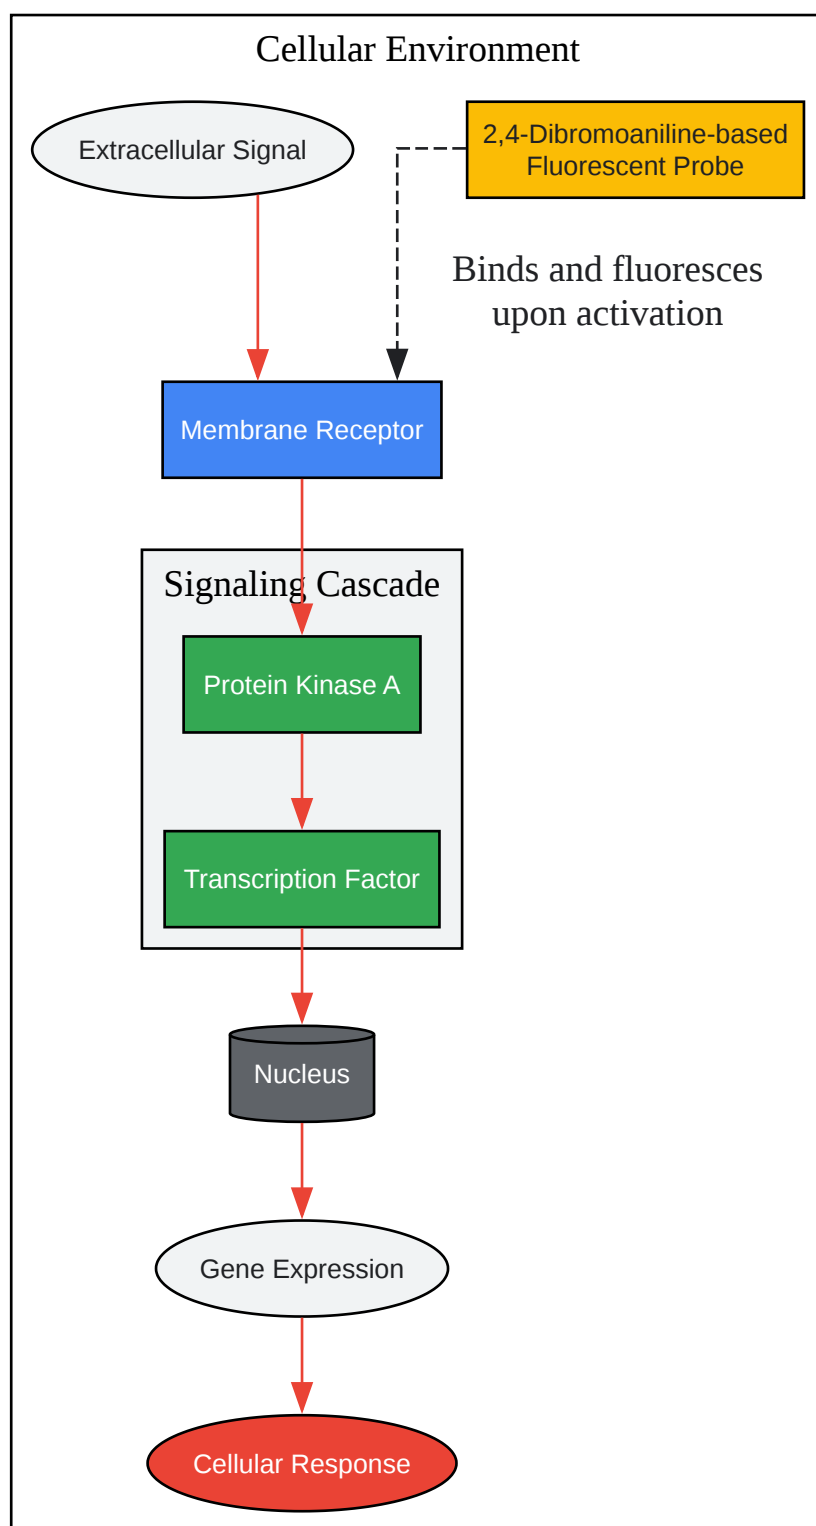 Cellular Environment
Extracellular Signal
2,4-Dibromoaniline-based
Fluorescent Probe
Binds and fluoresces
upon activation
Membrane Receptor
Signaling Cascade
Protein Kinase A
Transcription Factor
Nucleus
Gene Expression
Cellular Response